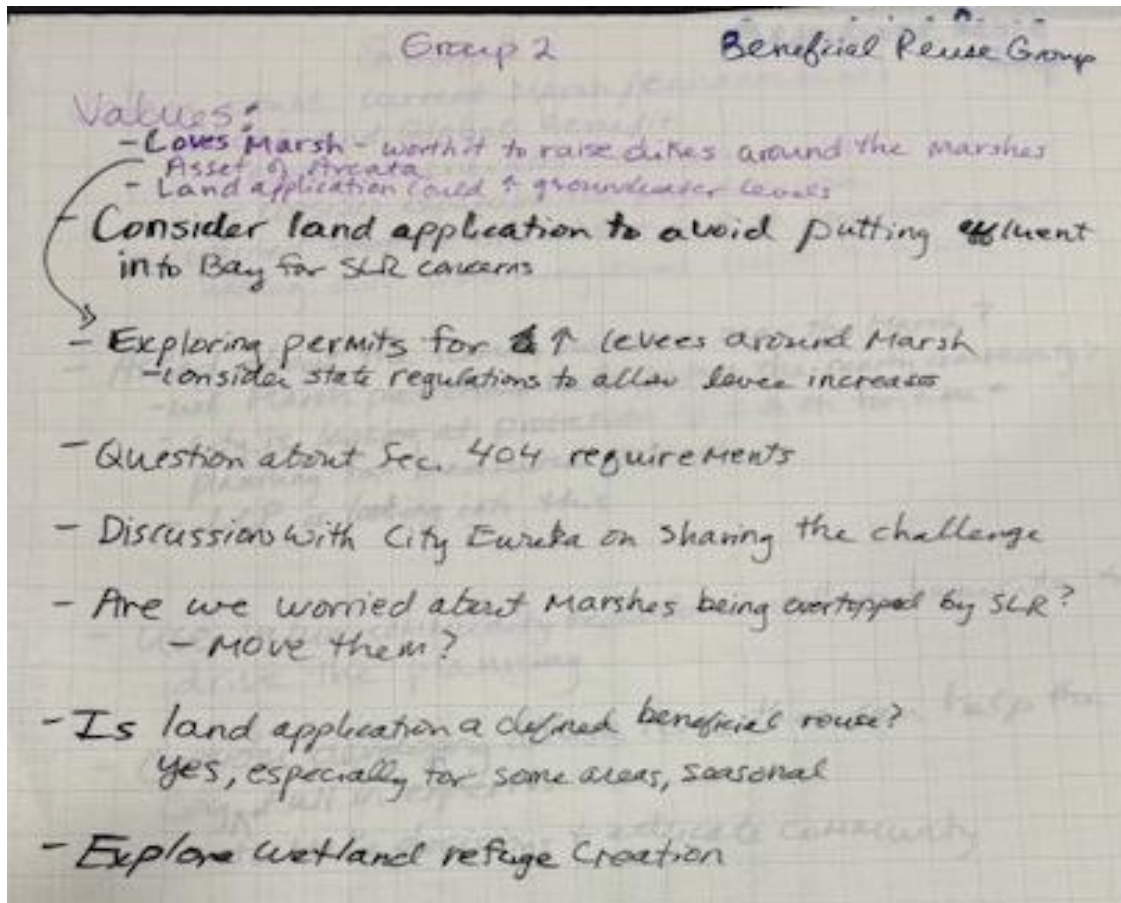 Group 2
Beneficial Reuse Group
Values:
- Loves Marsh - worth it to raise dikes around the marshes
Asset of Arcata
- Land application could ↑ groundwater levels
- Consider land application to avoid putting effluent
into Bay for SLR concerns
- Exploring permits for ↑ levees around Marsh
- consider state regulations to allow levee increases
- Question about Sec. 404 requirements
- Discussion with City Eureka on sharing the challenge
- Are we worried about Marshes being overtopped by SLR?
- Move them?
- Is land application a defined beneficial reuse?
yes, especially for some areas, seasonal
- Explore wetland refuge creation